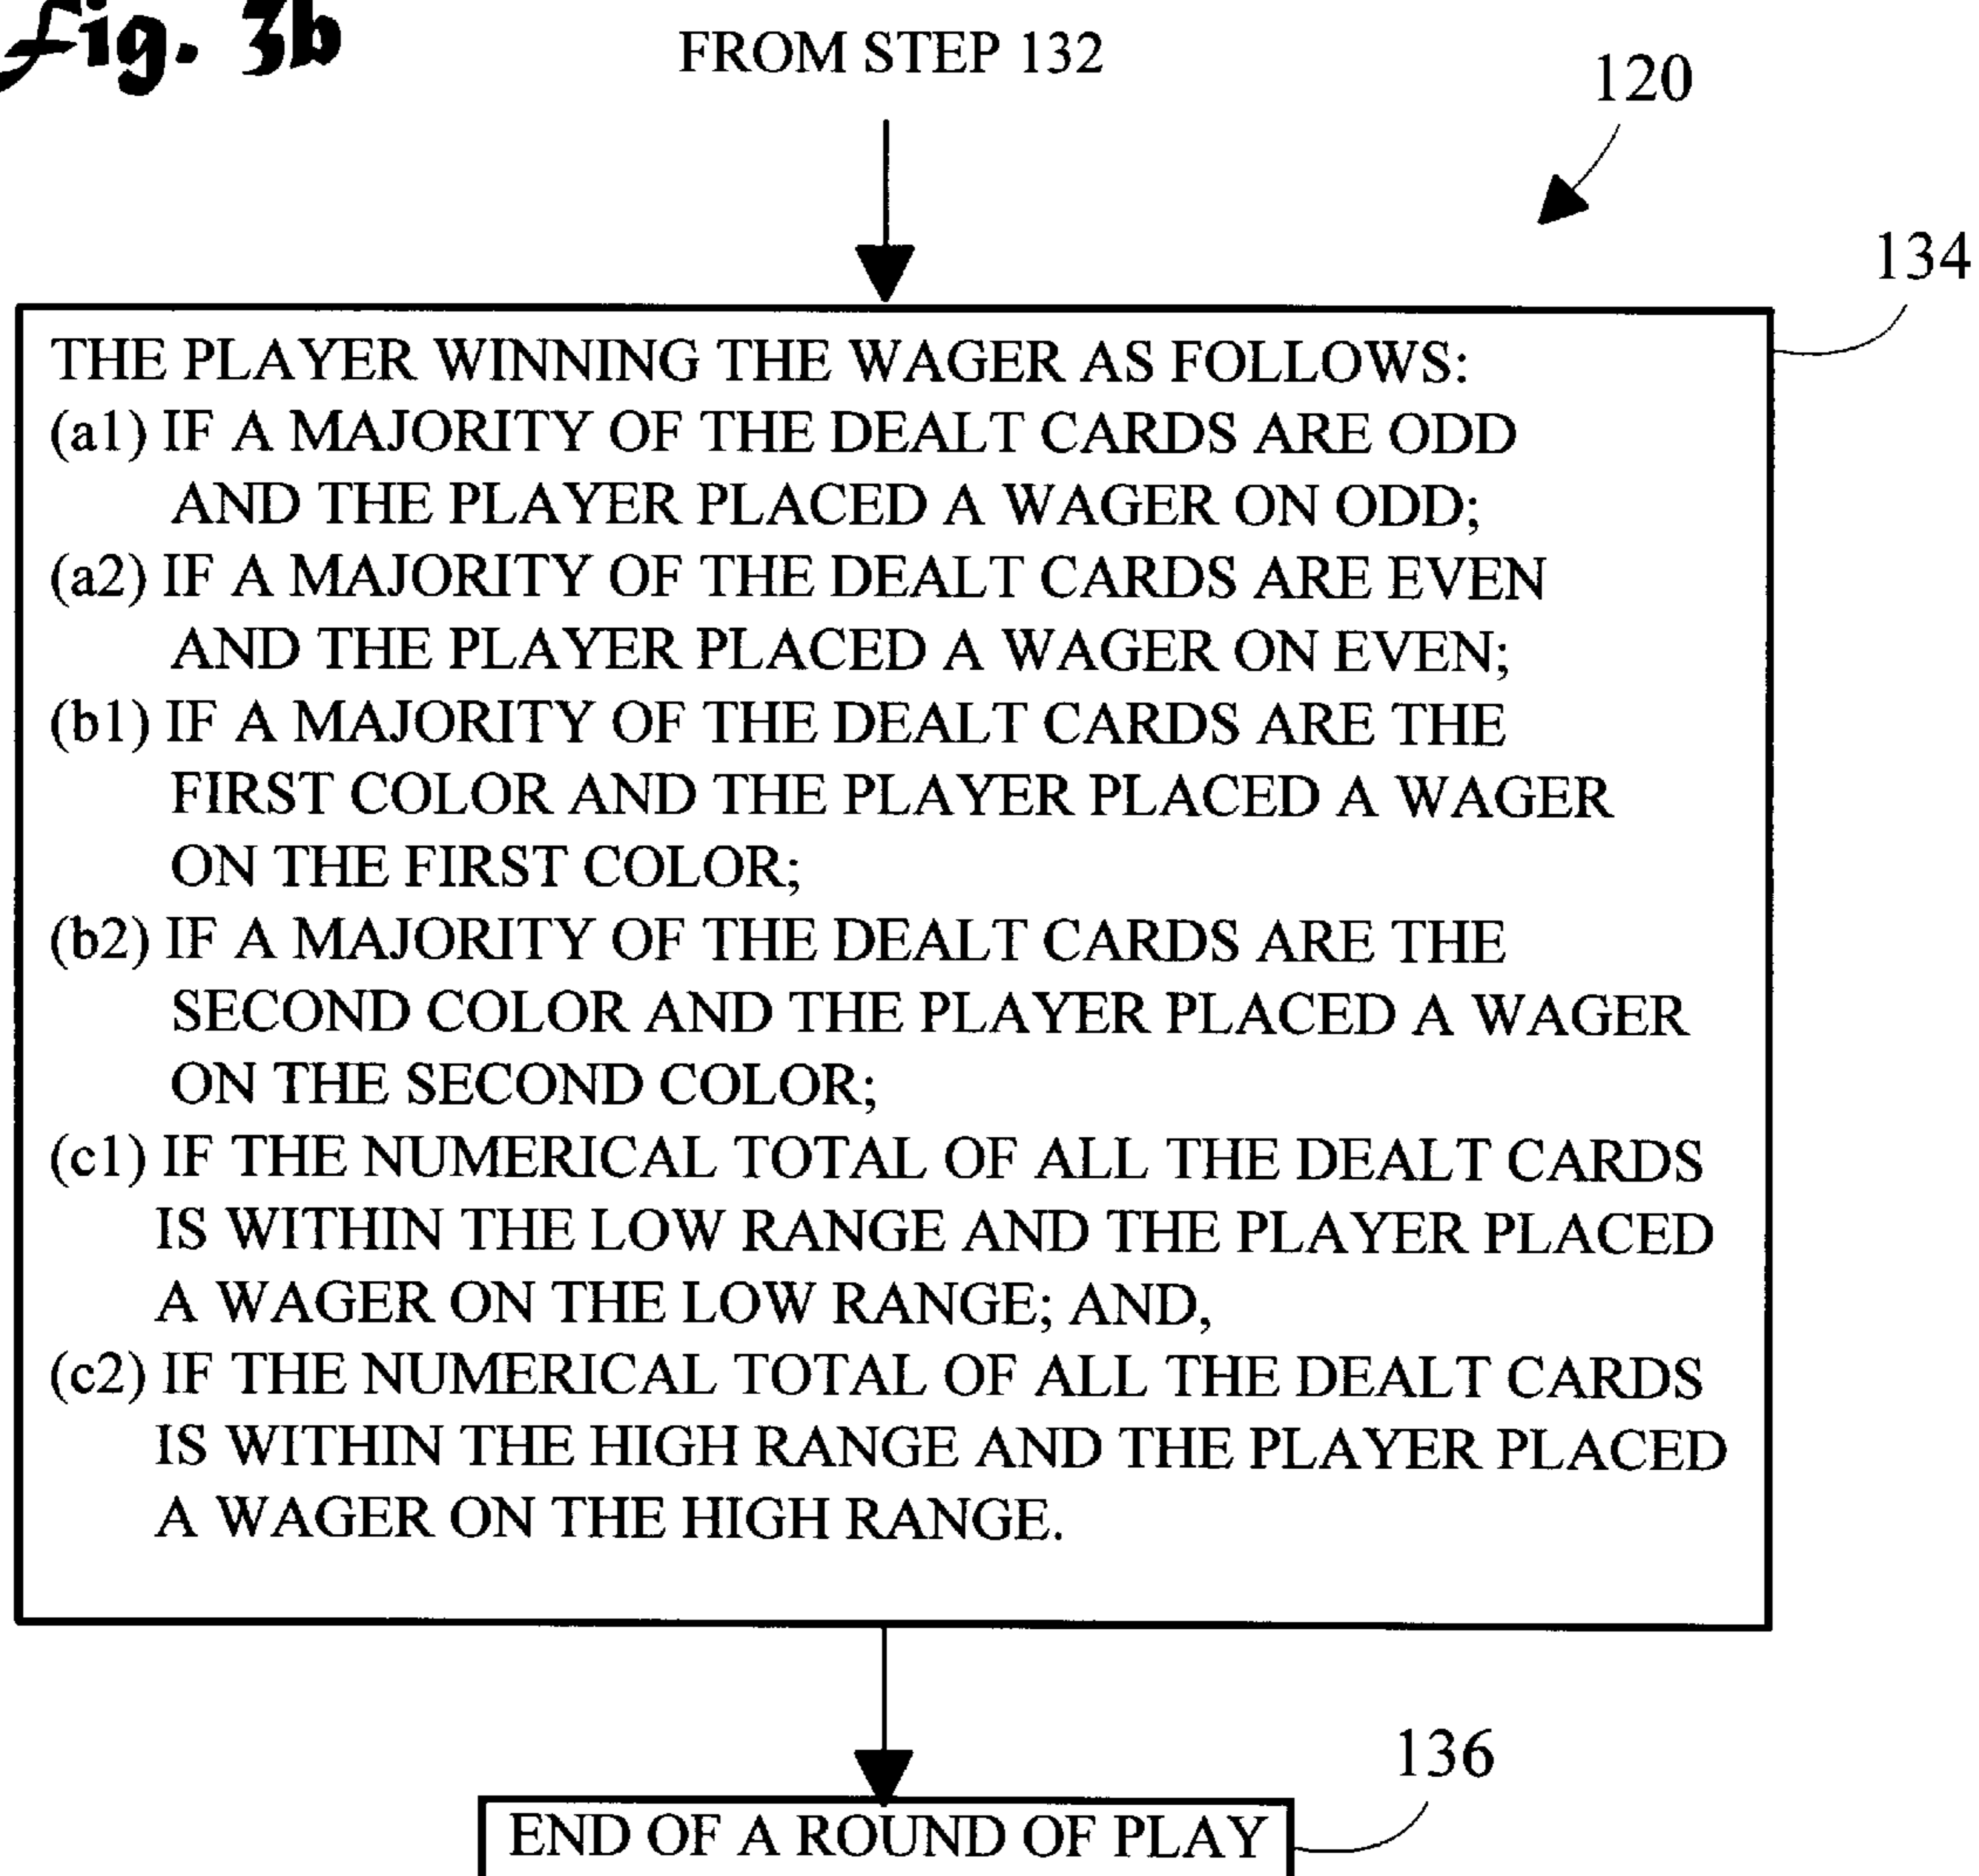 Fig. 3b
FROM STEP 132
120
134
THE PLAYER WINNING THE WAGER AS FOLLOWS:
(a1) IF A MAJORITY OF THE DEALT CARDS ARE ODD
AND THE PLAYER PLACED A WAGER ON ODD;
(a2) IF A MAJORITY OF THE DEALT CARDS ARE EVEN
AND THE PLAYER PLACED A WAGER ON EVEN;
(b1) IF A MAJORITY OF THE DEALT CARDS ARE THE
FIRST COLOR AND THE PLAYER PLACED A WAGER
ON THE FIRST COLOR;
(b2) IF A MAJORITY OF THE DEALT CARDS ARE THE
SECOND COLOR AND THE PLAYER PLACED A WAGER
ON THE SECOND COLOR;
(c1) IF THE NUMERICAL TOTAL OF ALL THE DEALT CARDS
IS WITHIN THE LOW RANGE AND THE PLAYER PLACED
A WAGER ON THE LOW RANGE; AND,
(c2) IF THE NUMERICAL TOTAL OF ALL THE DEALT CARDS
IS WITHIN THE HIGH RANGE AND THE PLAYER PLACED
A WAGER ON THE HIGH RANGE.
136
END OF A ROUND OF PLAY